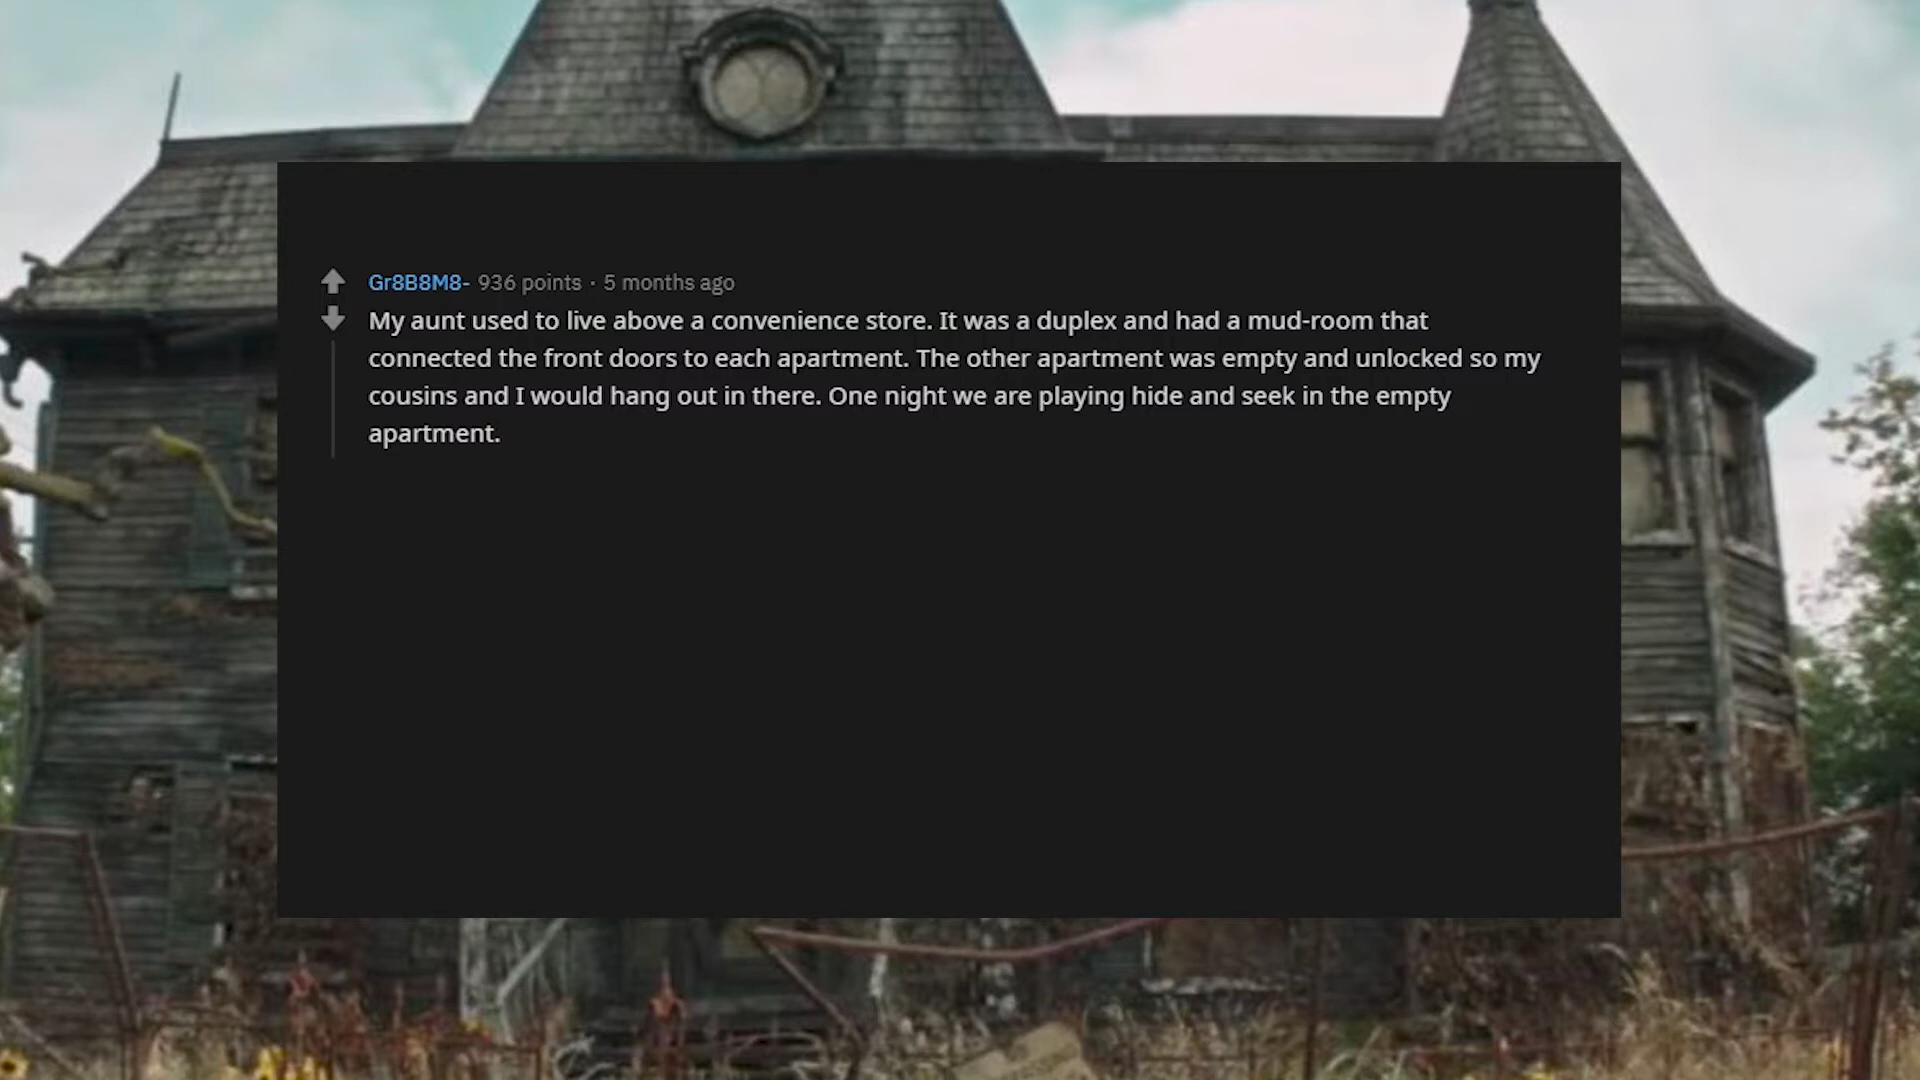 Gr8B8M8- 936 points · 5 months ago
My aunt used to live above a convenience store. It was a duplex and had a mud-room that
connected the front doors to each apartment. The other apartment was empty and unlocked so my
cousins and I would hang out in there. One night we are playing hide and seek in the empty
apartment.